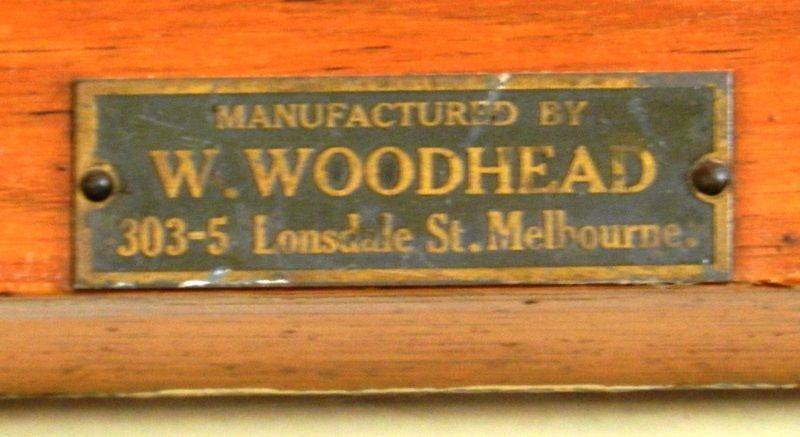 MANUFACTURED BY
W. WOODHEAD
303-5 Lonsdale St. Melbourne.